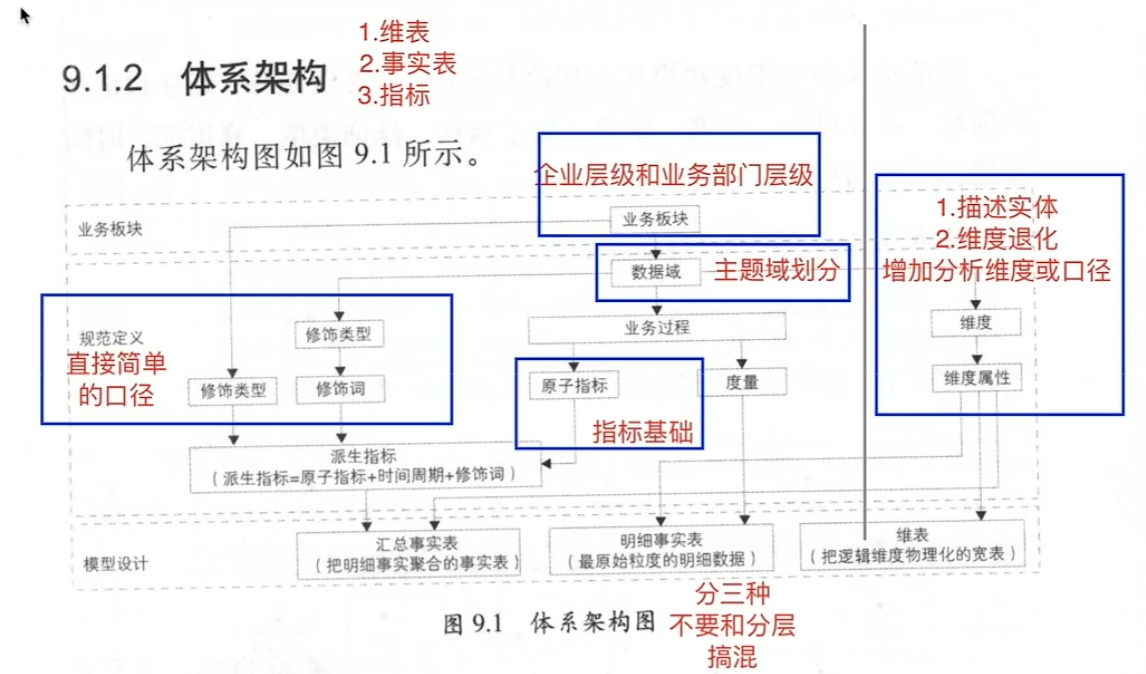 1.维表
2.事实表
3.指标
9.1.2 体系架构
体系架构图如图 9.1 所示。
企业层级和业务部门层级
业务板块
业务板块
数据域
主题域划分
1.描述实体
2.维度退化
增加分析维度或口径
规范定义
直接简单
的口径
修饰类型
修饰类型
修饰词
业务过程
原子指标
度量
指标基础
维度
维度属性
派生指标
（派生指标=原子指标+时间周期+修饰词）
模型设计
汇总事实表
（把明细事实聚合的事实表）
明细事实表
（最原始粒度的明细数据）
维表
（把逻辑维度物理化的宽表）
图 9.1 体系架构图
分三种
不要和分层
搞混